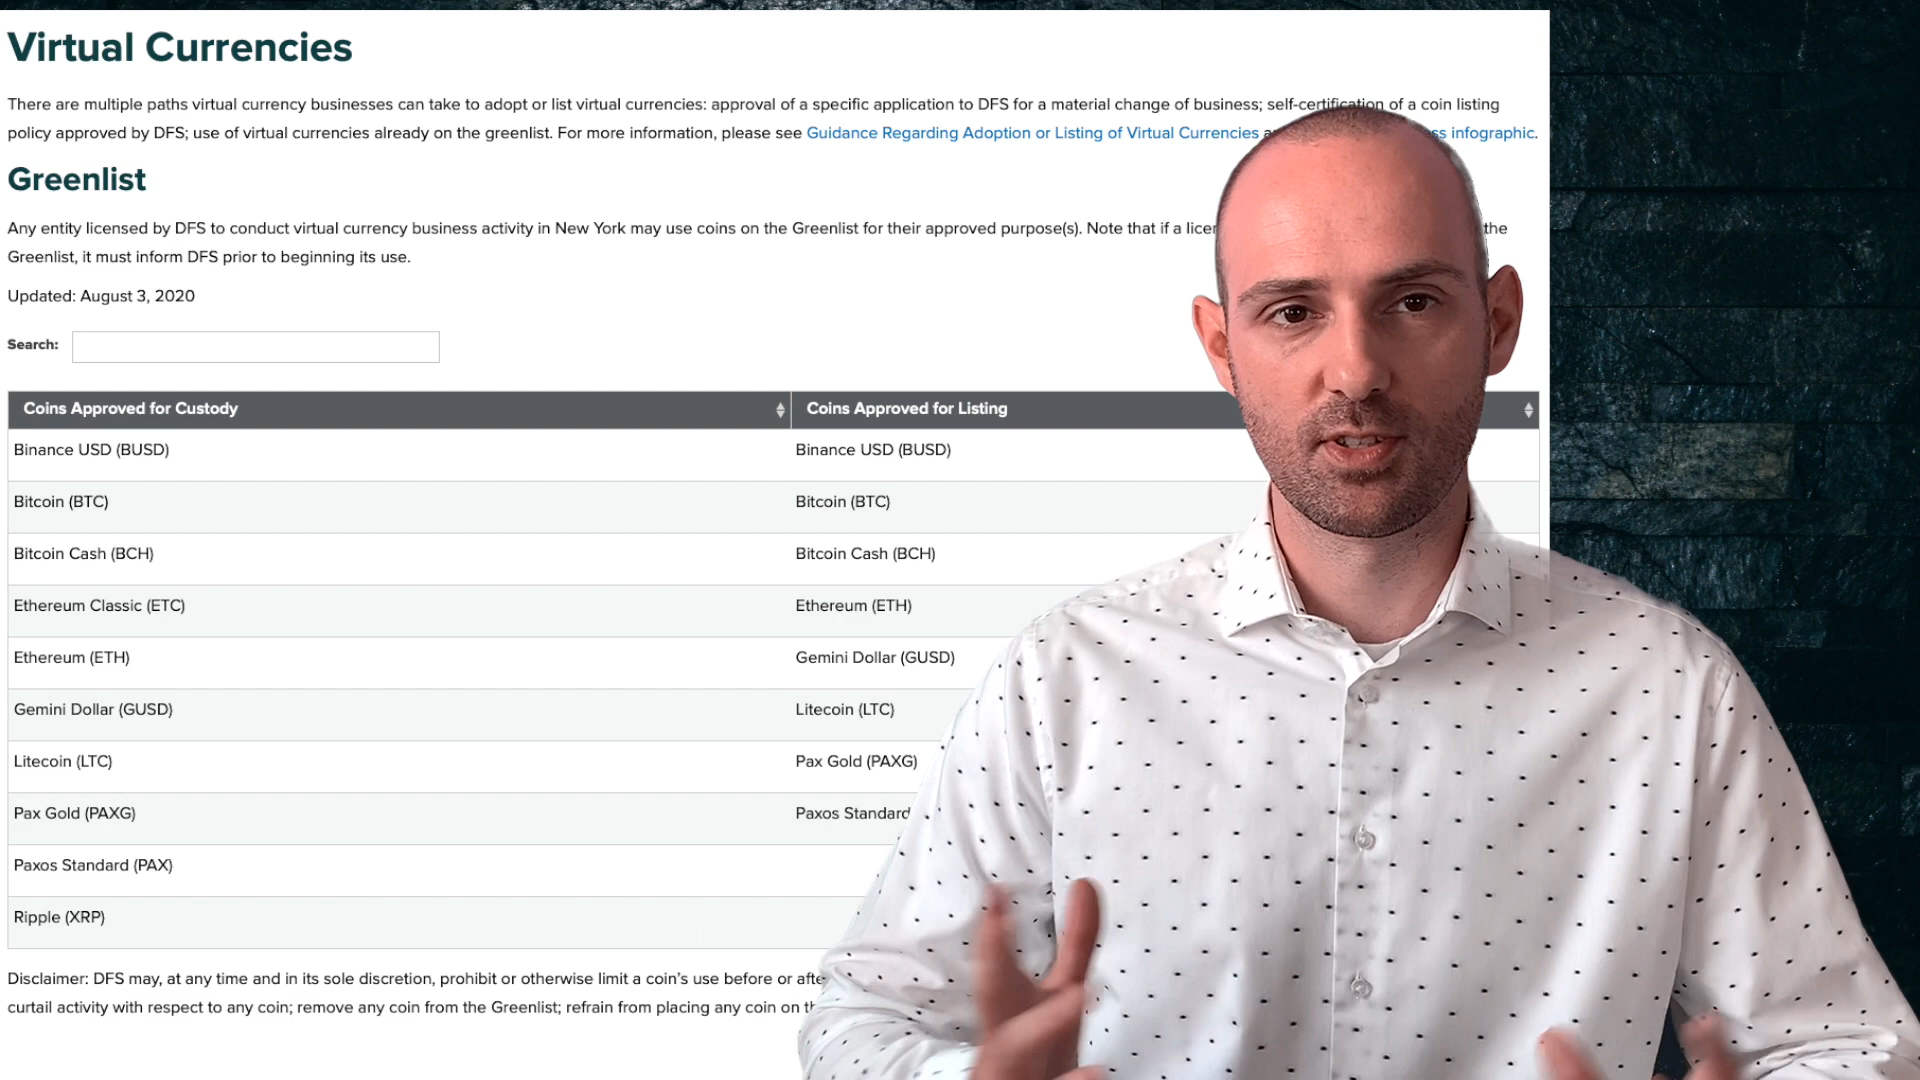 Virtual Currencies
There are multiple paths virtual currency businesses can take to adopt or list virtual currencies: approval of a specific application to DFS for a material change of business; self-certification of a coin listing
policy approved by DFS; use of virtual currencies already on the greenlist. For more information, please see Guidance Regarding Adoption or Listing of Virtual Currencies infographic.
Greenlist
Any entity licensed by DFS to conduct virtual currency business activity in New York may use coins on the Greenlist for their approved purpose(s). Note that if a the
Greenlist, it must inform DFS prior to beginning its use.
Updated: August 3, 2020
Search:
Coins Approved for Custody Coins Approved for Listing
Binance USD (BUSD) Binance USD (BUSD)
Bitcoin (BTC) Bitcoin (BTC)
Bitcoin Cash (BCH) Bitcoin Cash (BCH)
Ethereum Classic (ETC) Ethereum (ETH)
Ethereum (ETH) Gemini Dollar (GUSD)
Gemini Dollar (GUSD) Litecoin (LTC)
Litecoin (LTC) Pax Gold (PAXG)
Pax Gold (PAXG) Paxos Standard
Paxos Standard (PAX)
Ripple (XRP)
Disclaimer: DFS may, at any time and in its sole discretion, prohibit or otherwise limit a coin's use before or
curtail activity with respect to any coin; remove any coin from the Greenlist; refrain from placing any coin on